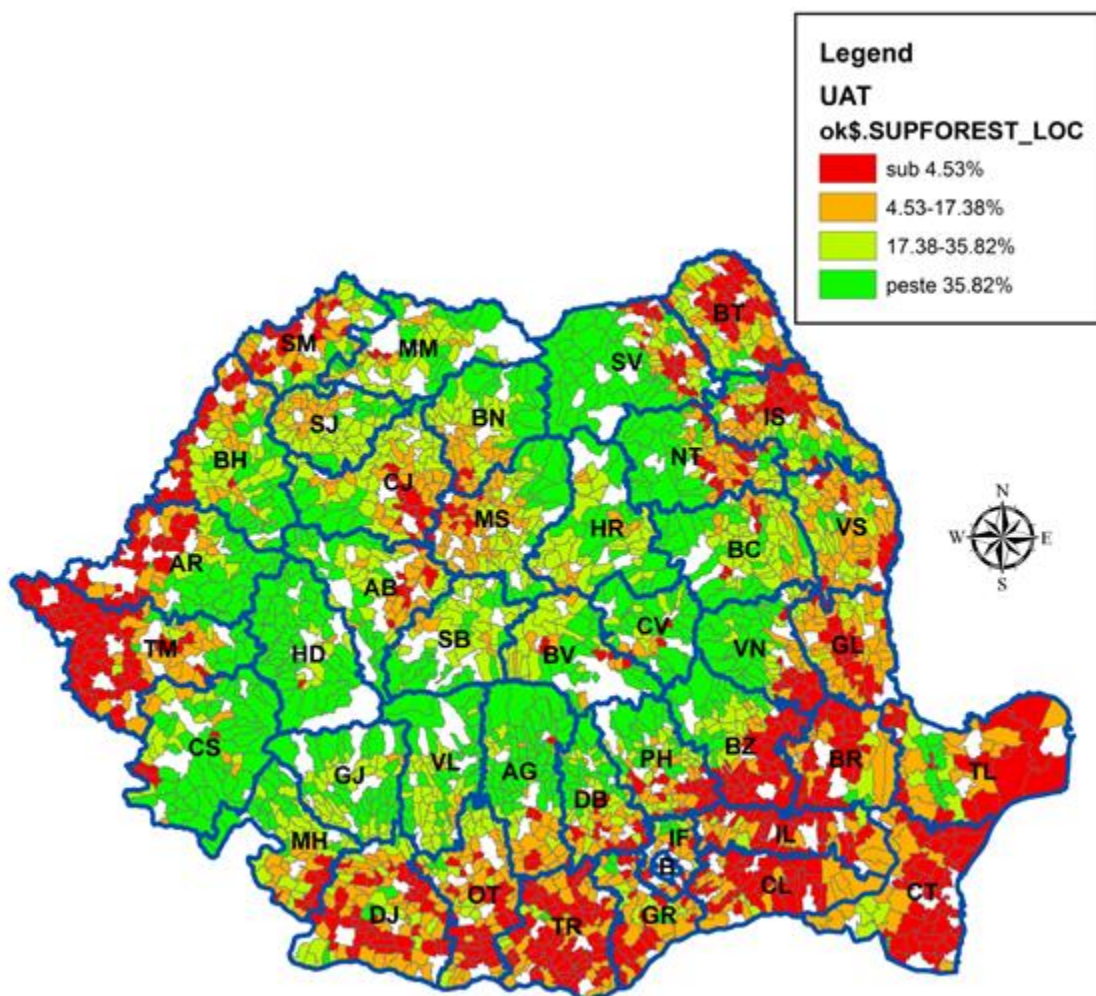 Legend
UAT
ok$.SUPFOREST_LOC
sub 4.53%
4.53-17.38%
17.38-35.82%
peste 35.82%
BT
SM
MM
SV
SJ
BN
IS
BH
NT
CJ
MS
HR
BC
VS
N
W
E
S
AR
AB
TM
HD
SB
BV
CV
VN
GL
CS
GJ
VL
AG
PH
BZ
BR
TL
DB
MH
IF
IL
CL
CT
OT
DJ
TR
GR